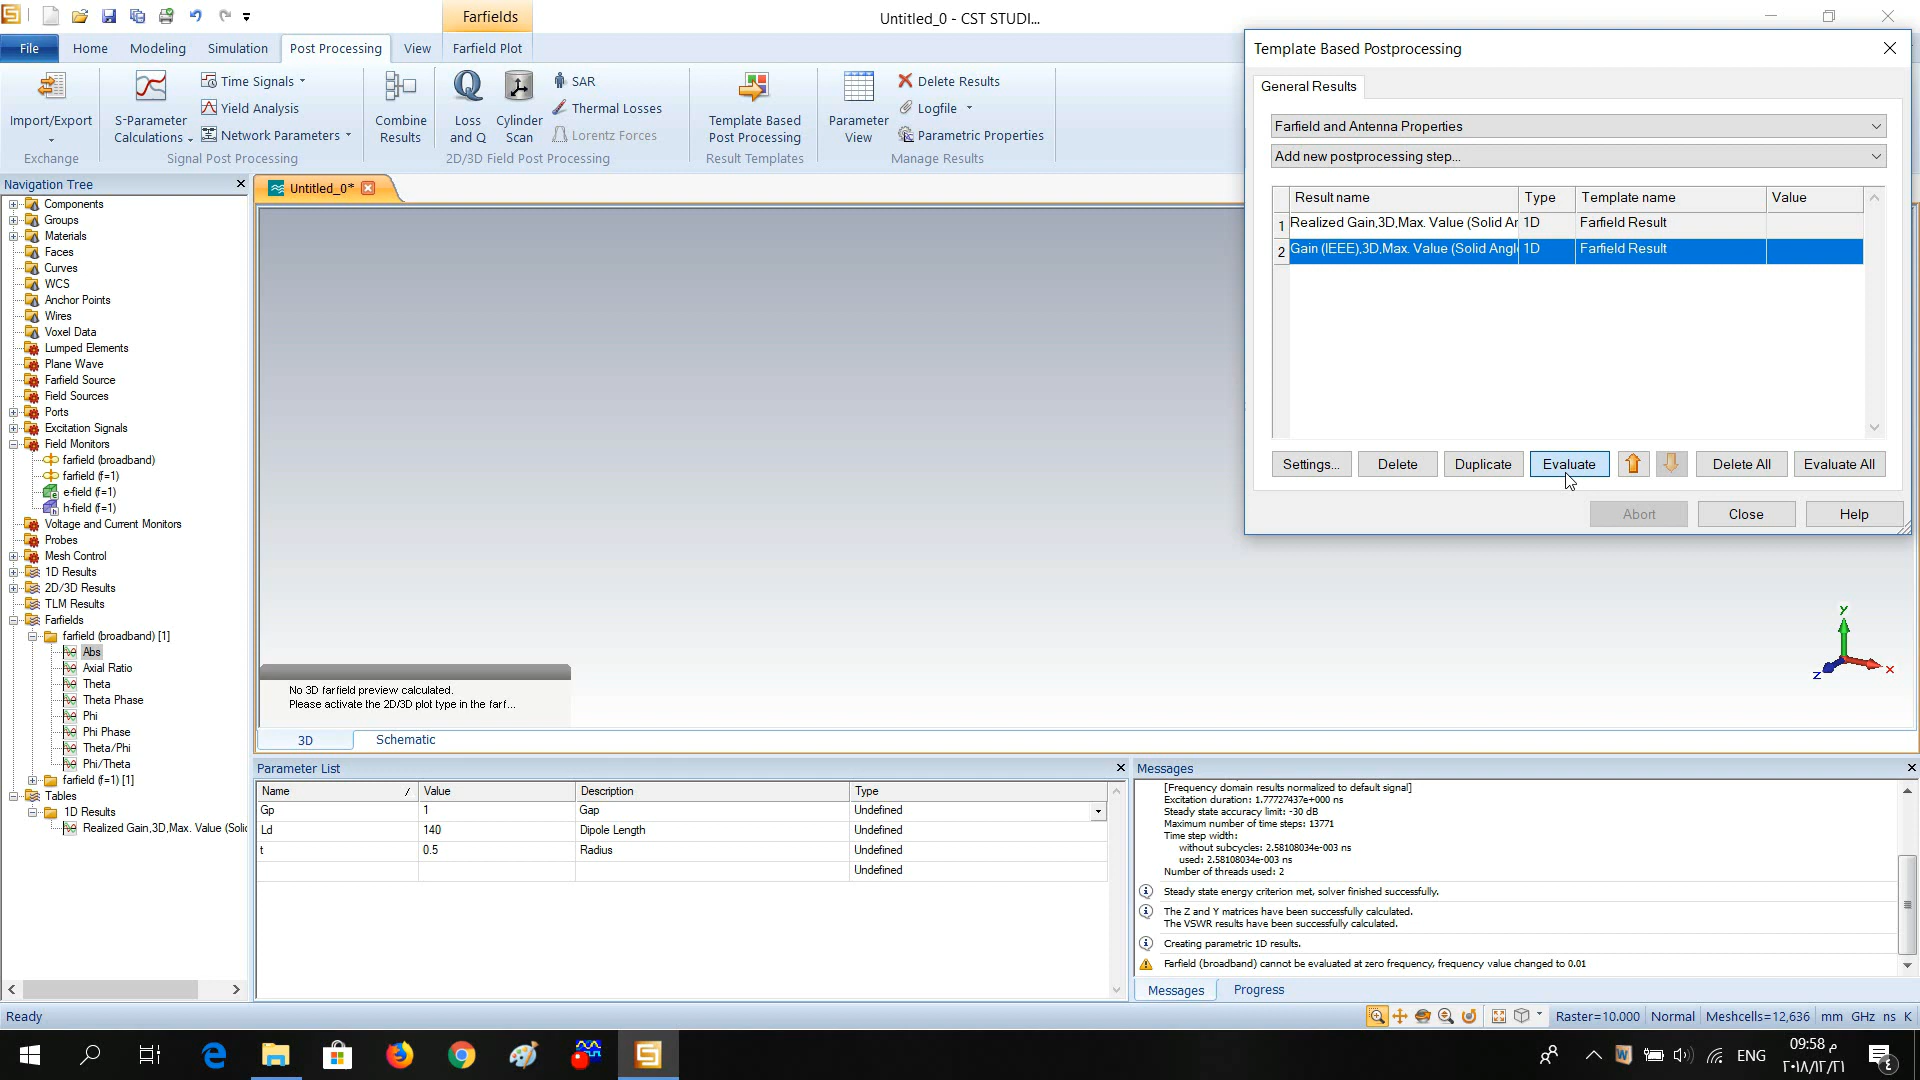 Farfields
Untitled_0 - CST STUDI...
File
Home
Modeling
Simulation
Post Processing
View
Farfield Plot
Import/Export
Exchange
S-Parameter
Calculations
Time Signals
Yield Analysis
Network Parameters
Signal Post Processing
Combine
Results
Loss
and Q
Cylinder
Scan
SAR
Thermal Losses
Lorentz Forces
2D/3D Field Post Processing
Template Based
Post Processing
Result Templates
Parameter
View
Delete Results
Logfile
Parametric Properties
Manage Results
Template Based Postprocessing
General Results
Farfield and Antenna Properties
Add new postprocessing step...
Result name Type Template name Value
1 Realized Gain,3D,Max. Value (Solid Ar 1D Farfield Result
2 Gain (IEEE),3D,Max. Value (Solid Angl 1D Farfield Result
Settings... Delete Duplicate Evaluate Delete All Evaluate All
Abort Close Help
Navigation Tree
Components
Groups
Materials
Faces
Curves
WCS
Anchor Points
Wires
Voxel Data
Lumped Elements
Plane Wave
Farfield Source
Field Sources
Ports
Excitation Signals
Field Monitors
farfield (broadband)
farfield (f=1)
e-field (f=1)
h-field (f=1)
Voltage and Current Monitors
Probes
Mesh Control
1D Results
2D/3D Results
TLM Results
Farfields
farfield (broadband) [1]
Abs
Axial Ratio
Theta
Theta Phase
Phi
Phi Phase
Theta/Phi
Phi/Theta
farfield (f=1) [1]
Tables
1D Results
Realized Gain,3D,Max. Value (Soli
Untitled_0*
No 3D farfield preview calculated.
Please activate the 2D/3D plot type in the farf...
y
x
z
3D
Schematic
Parameter List
Name / Value Description Type
Gp 1 Gap Undefined
Ld 140 Dipole Length Undefined
t 0.5 Radius Undefined
Undefined
Messages
[Frequency domain results normalized to default signal]
Excitation duration: 1.77727437e+000 ns
Steady state accuracy limit: -30 dB
Maximum number of time steps: 13771
Time step width:
without subcycles: 2.58108034e-003 ns
used: 2.58108034e-003 ns
Number of threads used: 2
Steady state energy criterion met, solver finished successfully.
The Z and Y matrices have been successfully calculated.
The VSWR results have been successfully calculated.
Creating parametric 1D results.
Farfield (broadband) cannot be evaluated at zero frequency, frequency value changed to 0.01
Messages
Progress
Ready
Raster=10.000 Normal Meshcells=12,636 mm GHz ns K
ENG
09:58 م
٢٠١٨/١٢/٢١
٤